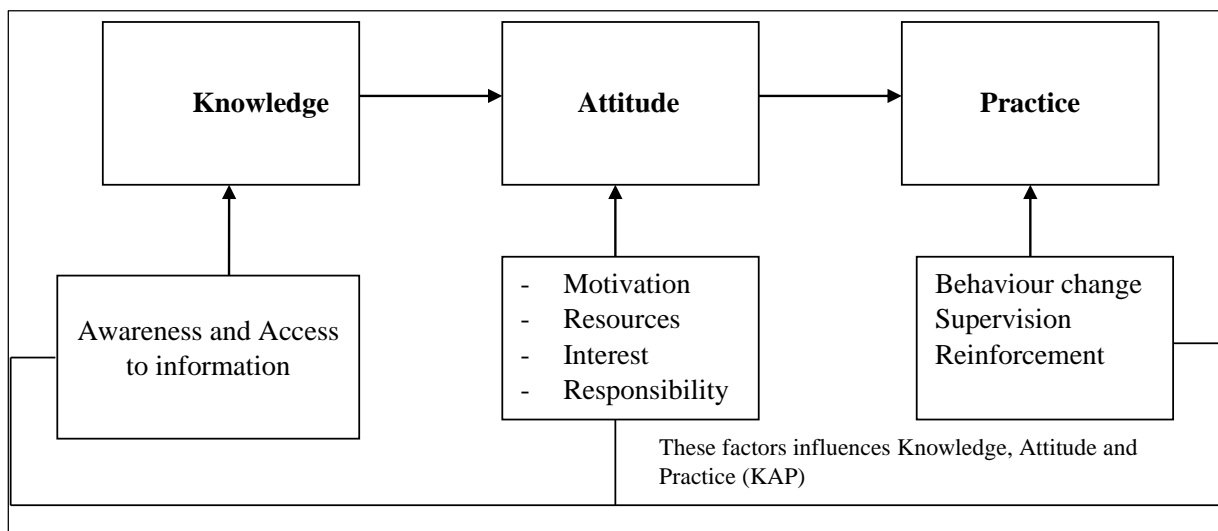 Knowledge
Attitude
Practice
Awareness and Access
to information
- Motivation
- Resources
- Interest
- Responsibility
Behaviour change
Supervision
Reinforcement
These factors influences Knowledge, Attitude and
Practice (KAP)